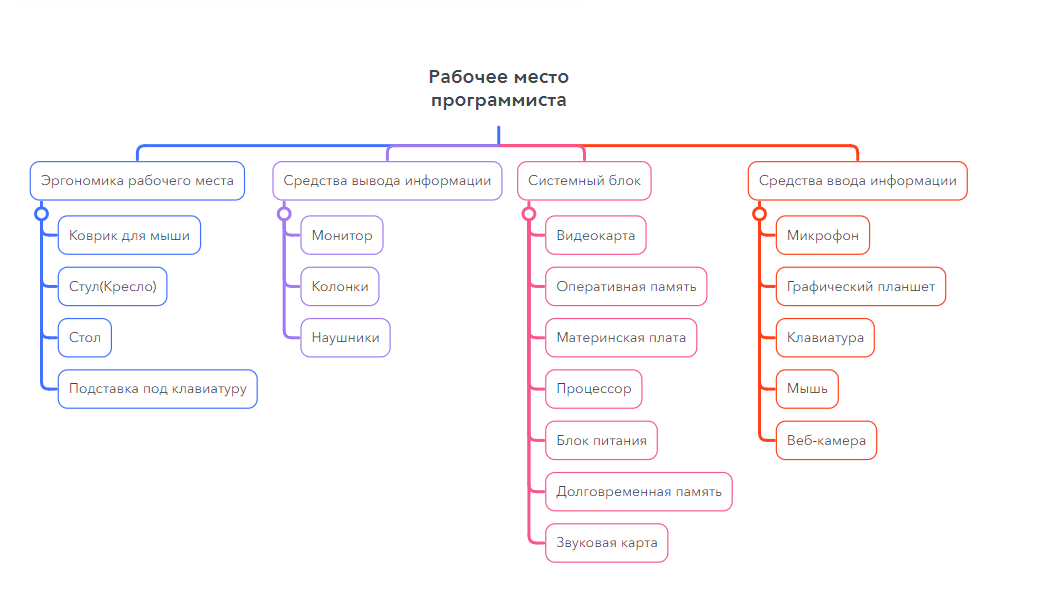 Рабочее место
программиста
Эргономика рабочего места
Коврик для мыши
Стул(Кресло)
Стол
Подставка под клавиатуру
Средства вывода информации
Монитор
Колонки
Наушники
Системный блок
Видеокарта
Оперативная память
Материнская плата
Процессор
Блок питания
Долговременная память
Звуковая карта
Средства ввода информации
Микрофон
Графический планшет
Клавиатура
Мышь
Веб-камера